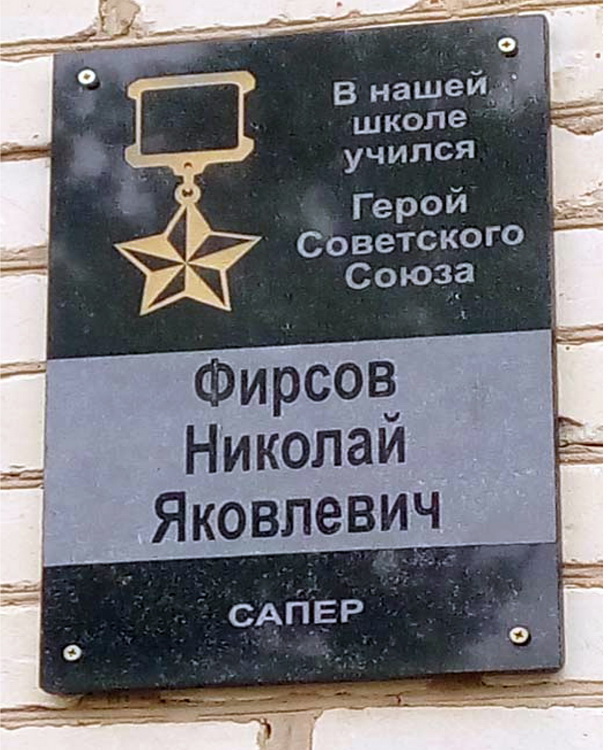 В нашей
школе
учился
Герой
Советского
Союза
Фирсов
Николай
Яковлевич
САПЕР